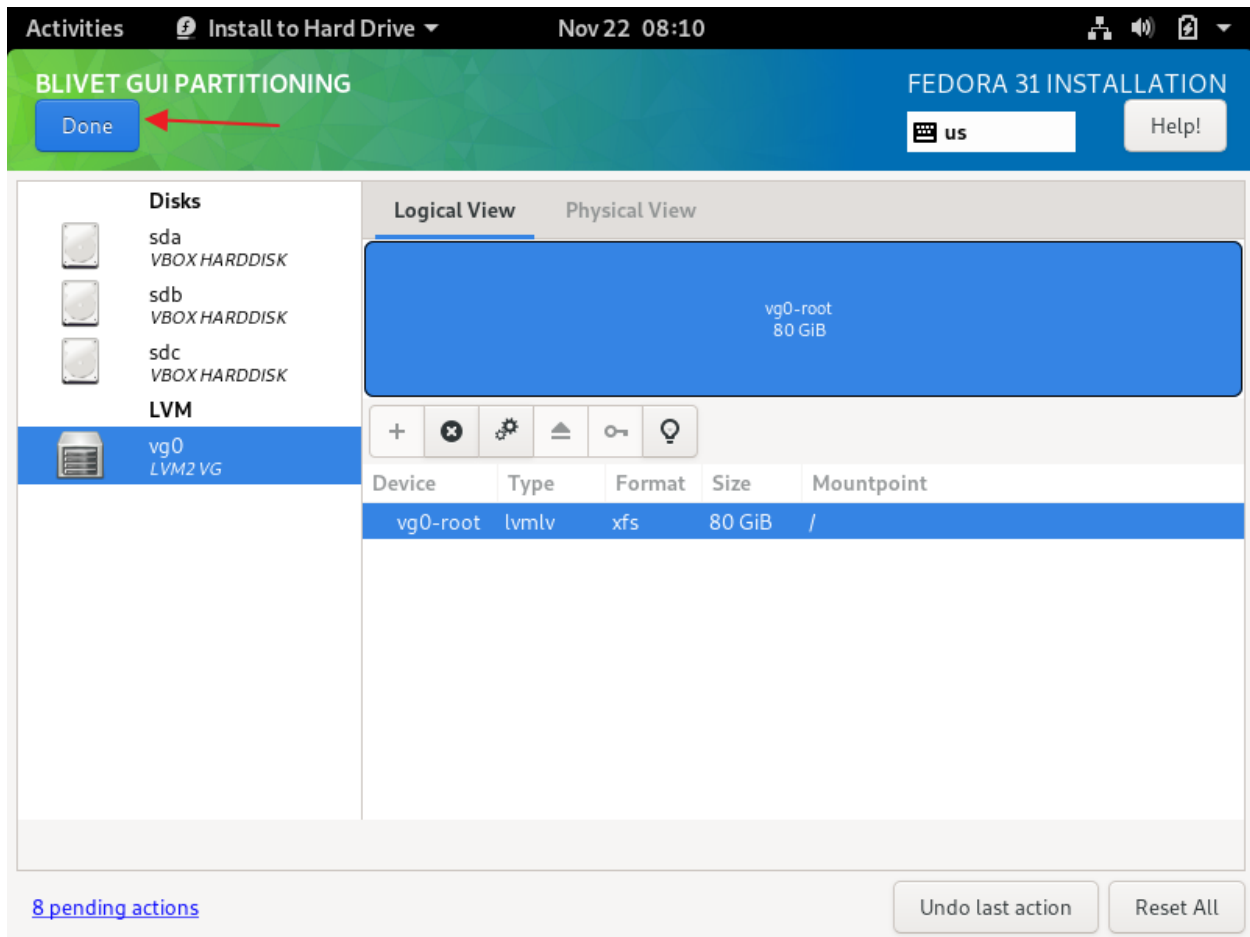 Activities Install to Hard Drive Nov 22 08:10
BLIVET GUI PARTITIONING FEDORA 31 INSTALLATION
Done us Help!
Disks
sda
VBOX HARDDISK
sdb
VBOX HARDDISK
sdc
VBOX HARDDISK
LVM
vg0
LVM2 VG
Logical View Physical View
vg0-root
80 GiB
Device Type Format Size Mountpoint
vg0-root lvmlv xfs 80 GiB /
8 pending actions Undo last action Reset All